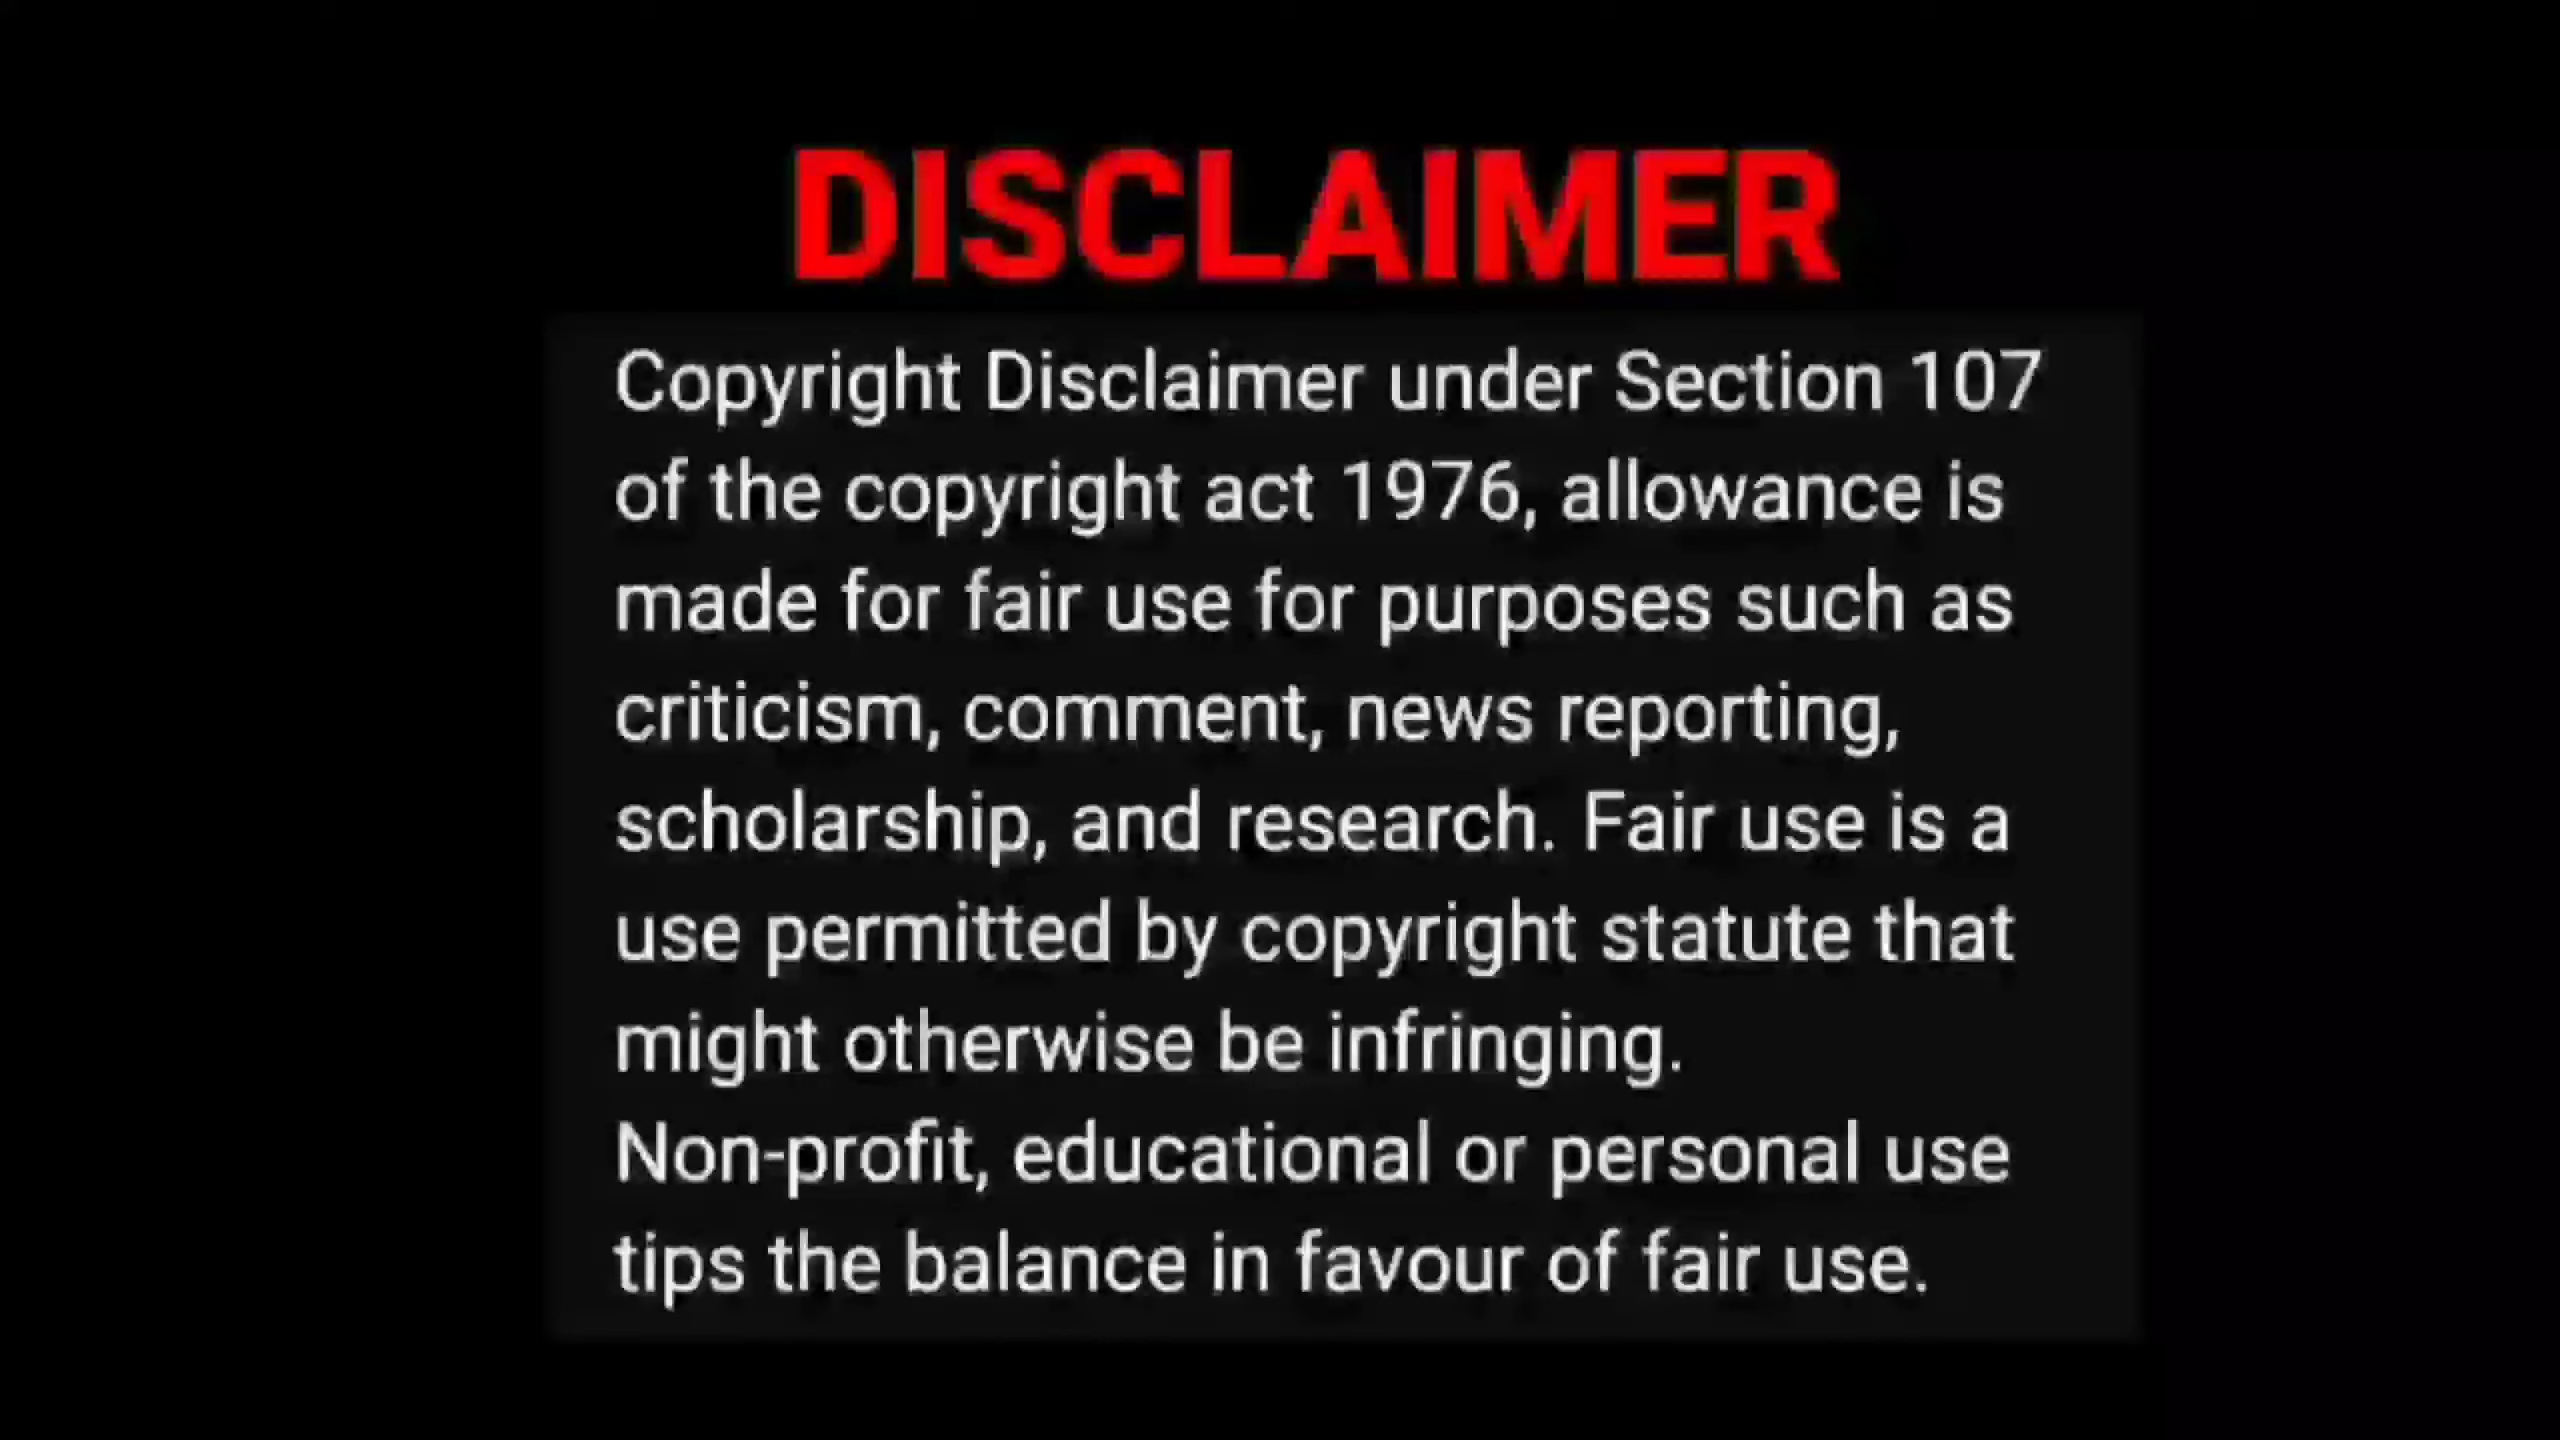 DISCLAIMER
Copyright Disclaimer under Section 107
of the copyright act 1976, allowance is
made for fair use for purposes such as
criticism, comment, news reporting,
scholarship, and research. Fair use is a
use permitted by copyright statute that
might otherwise be infringing.
Non-profit, educational or personal use
tips the balance in favour of fair use.